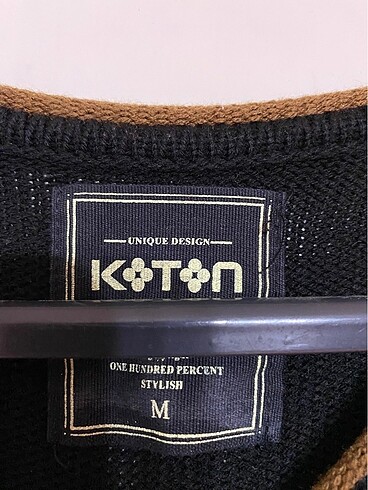 UNIQUE DESIGN
KOTON
ONE HUNDRED PERCENT
STYLISH
M